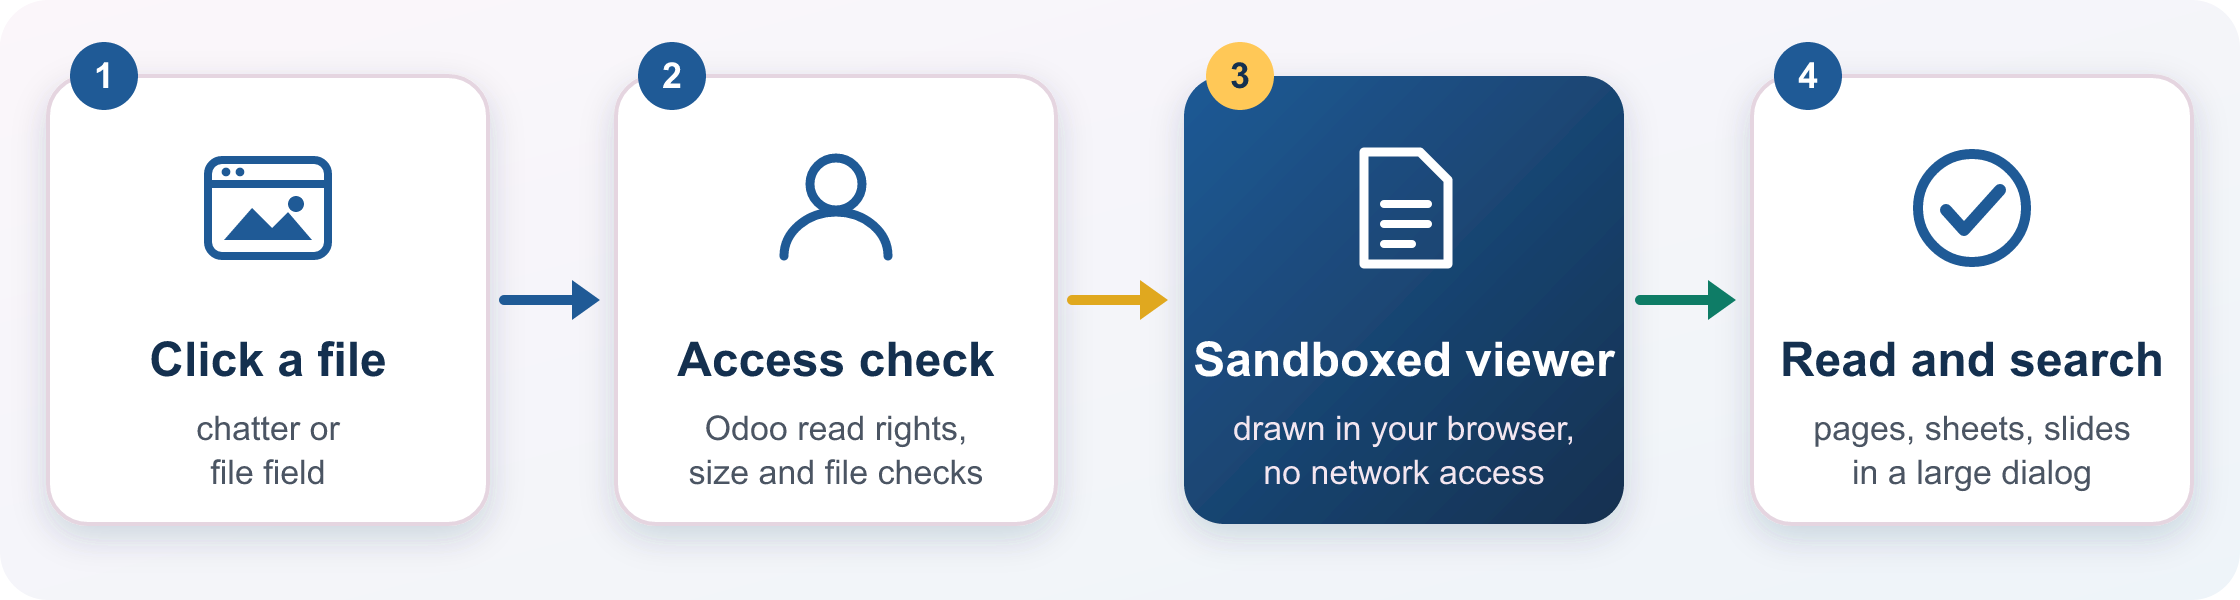 1
Click a file
chatter or
file field
2
Access check
Odoo read rights,
size and file checks
3
Sandboxed viewer
drawn in your browser,
no network access
4
Read and search
pages, sheets, slides
in a large dialog